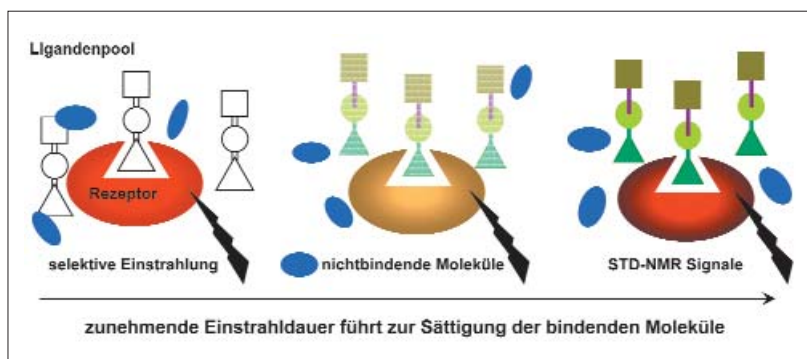 LIgandenpool
Rezeptor
selektive Einstrahlung
nichtbindende Moleküle
STD-NMR Signale
zunehmende Einstrahldauer führt zur Sättigung der bindenden Moleküle